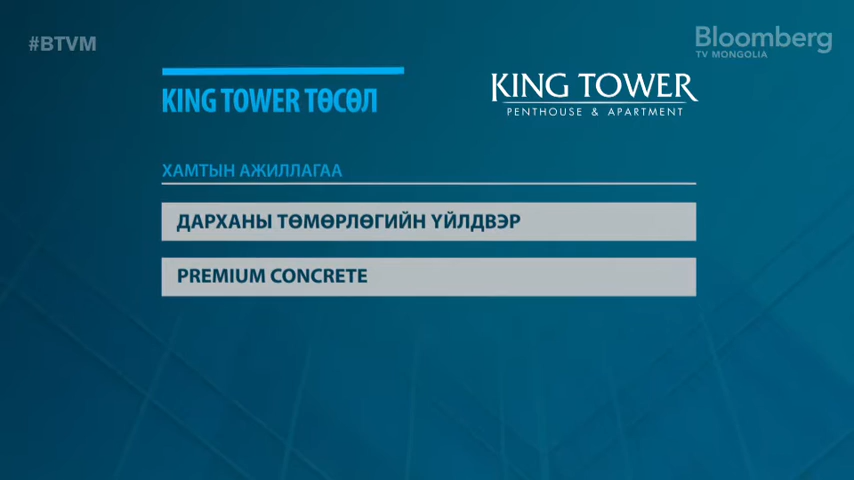 #BTVM
Bloomberg
TV MONGOLIA
KING TOWER ТӨСӨЛ
KING TOWER
PENTHOUSE & APARTMENT
ХАМТЫН АЖИЛЛАГАА
ДАРХАНЫ ТӨМӨРЛӨГИЙН ҮЙЛДВЭР
PREMIUM CONCRETE